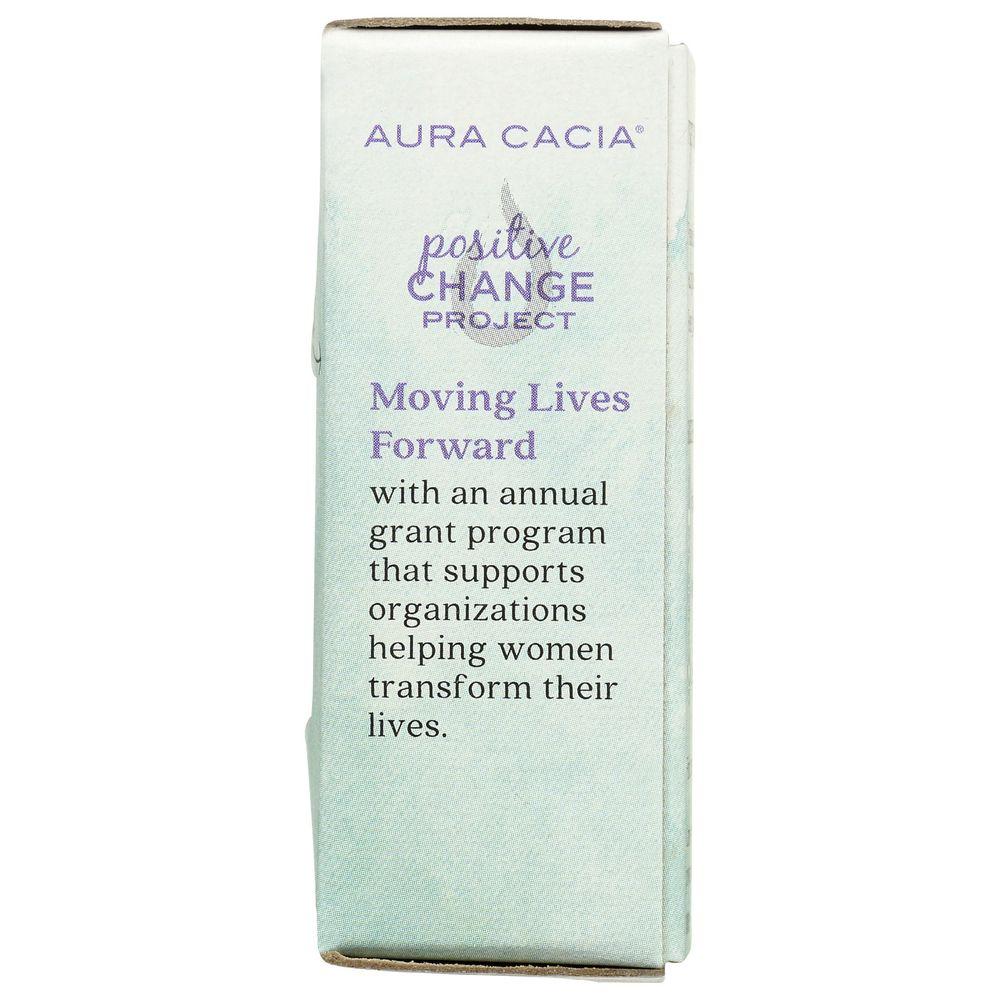 AURA CACIA®
positive
CHANGE
PROJECT
Moving Lives
Forward
with an annual
grant program
that supports
organizations
helping women
transform their
lives.